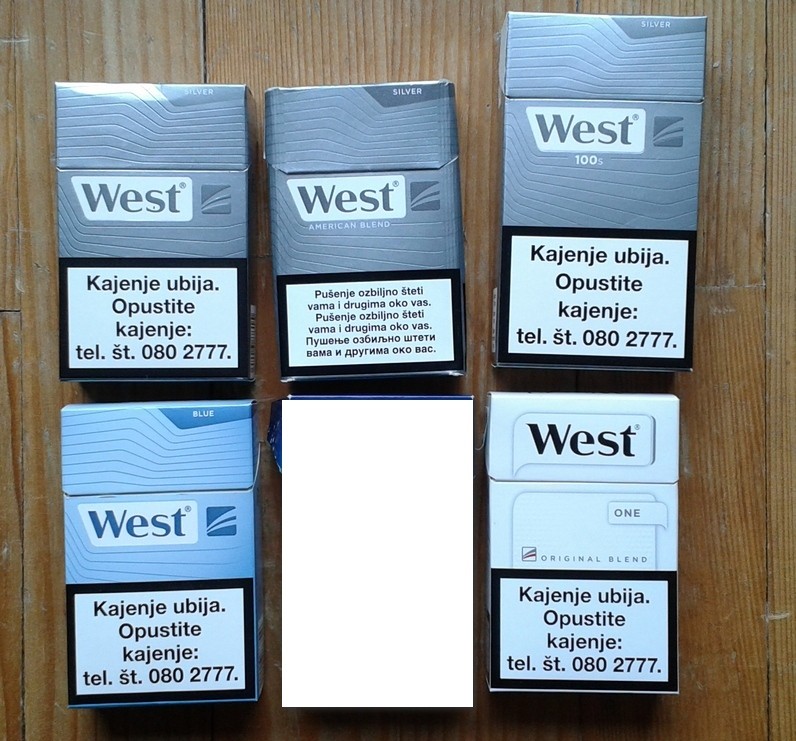 SILVER
West®
Kajenje ubija.
Opustite
kajenje:
tel. št. 080 2777.
SILVER
West®
AMERICAN BLEND
Pušenje ozbiljno šteti
vama i drugima oko vas.
Pušenje ozbiljno šteti
vama i drugima oko vas.
Пушење озбиљно штети
вама и другима око вас.
SILVER
West®
100s
Kajenje ubija.
Opustite
kajenje:
tel. št. 080 2777.
BLUE
West®
Kajenje ubija.
Opustite
kajenje:
tel. št. 080 2777.
West®
ONE
ORIGINAL BLEND
Kajenje ubija.
Opustite
kajenje:
tel. št. 080 2777.